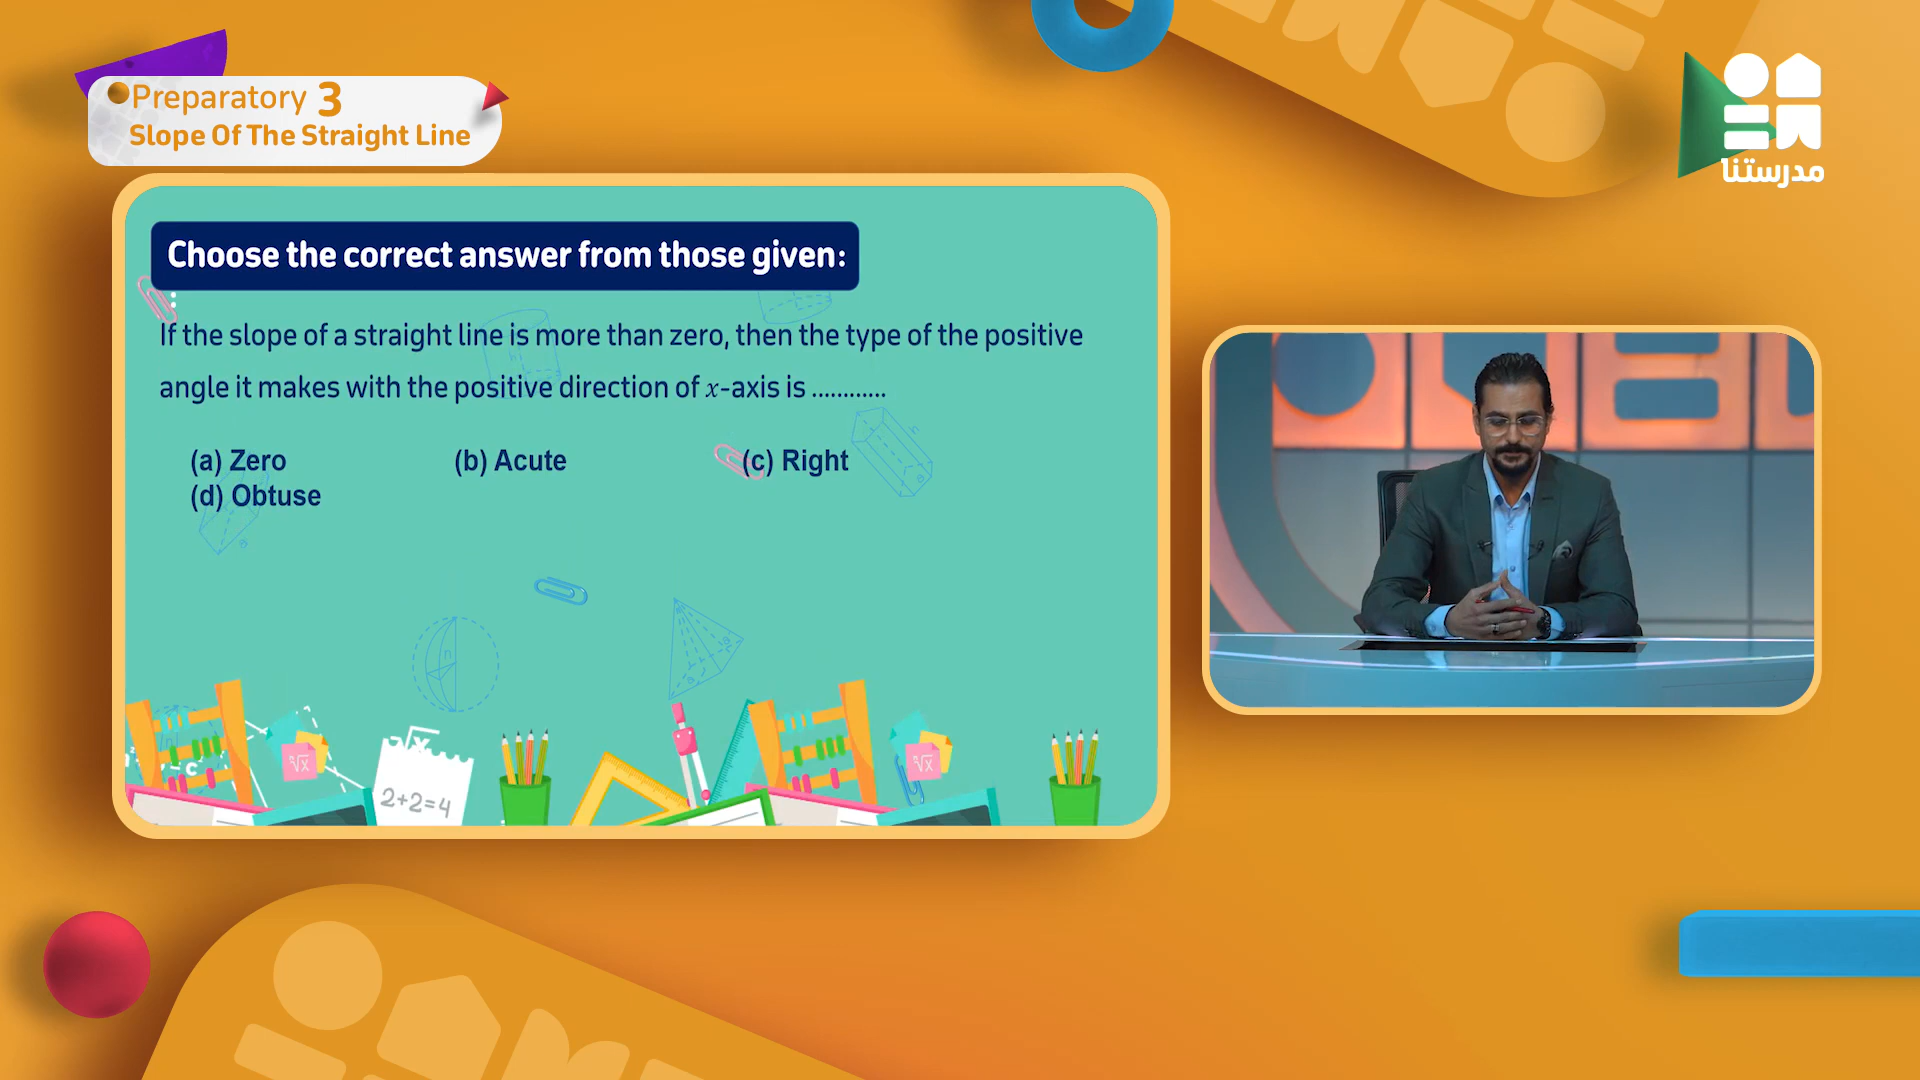 Preparatory 3
Slope Of The Straight Line
مدرستنا
Choose the correct answer from those given:
:
If the slope of a straight line is more than zero, then the type of the positive
angle it makes with the positive direction of x-axis is ............
(a) Zero (b) Acute (c) Right
(d) Obtuse
2+2=4